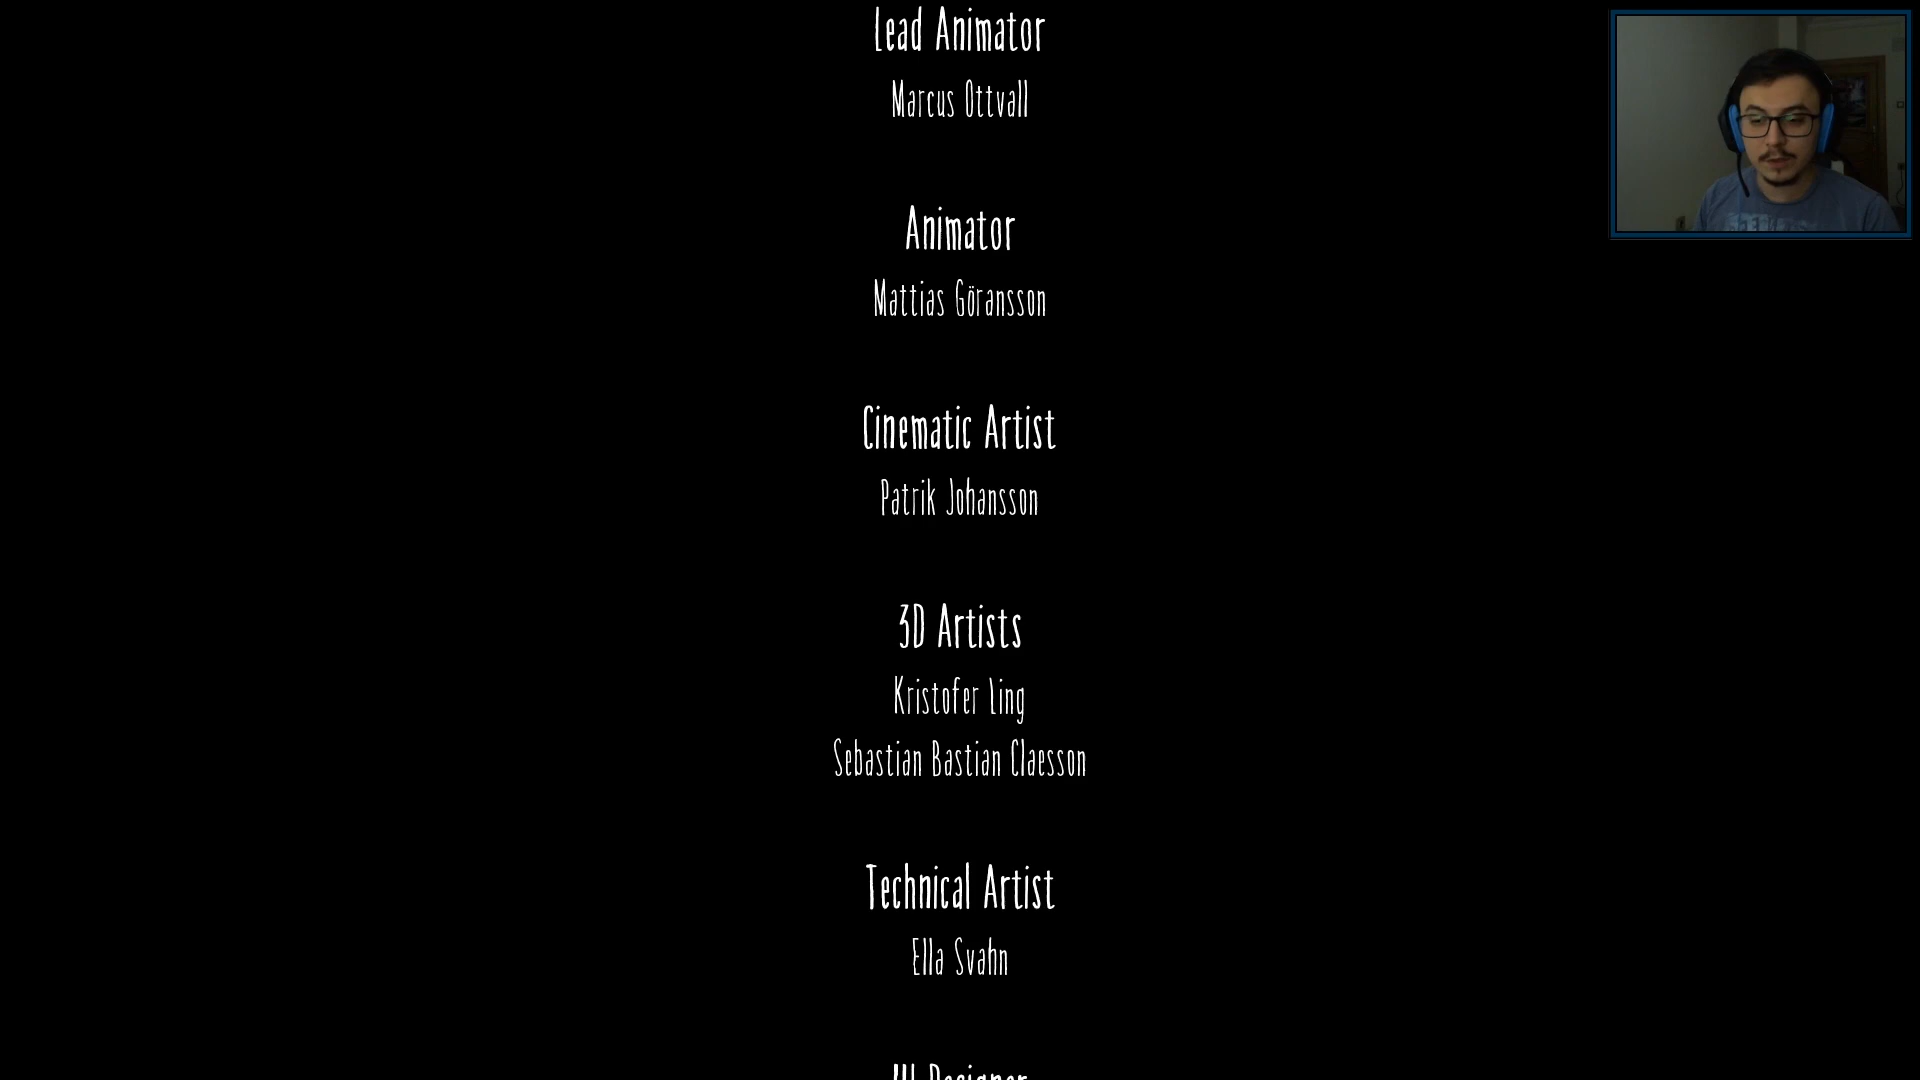 Lead Animator
Marcus Ottvall
Animator
Mattias Göransson
Cinematic Artist
Patrik Johansson
3D Artists
Kristofer Ling
Sebastian Bastian Claesson
Technical Artist
Ella Svahn
Designer